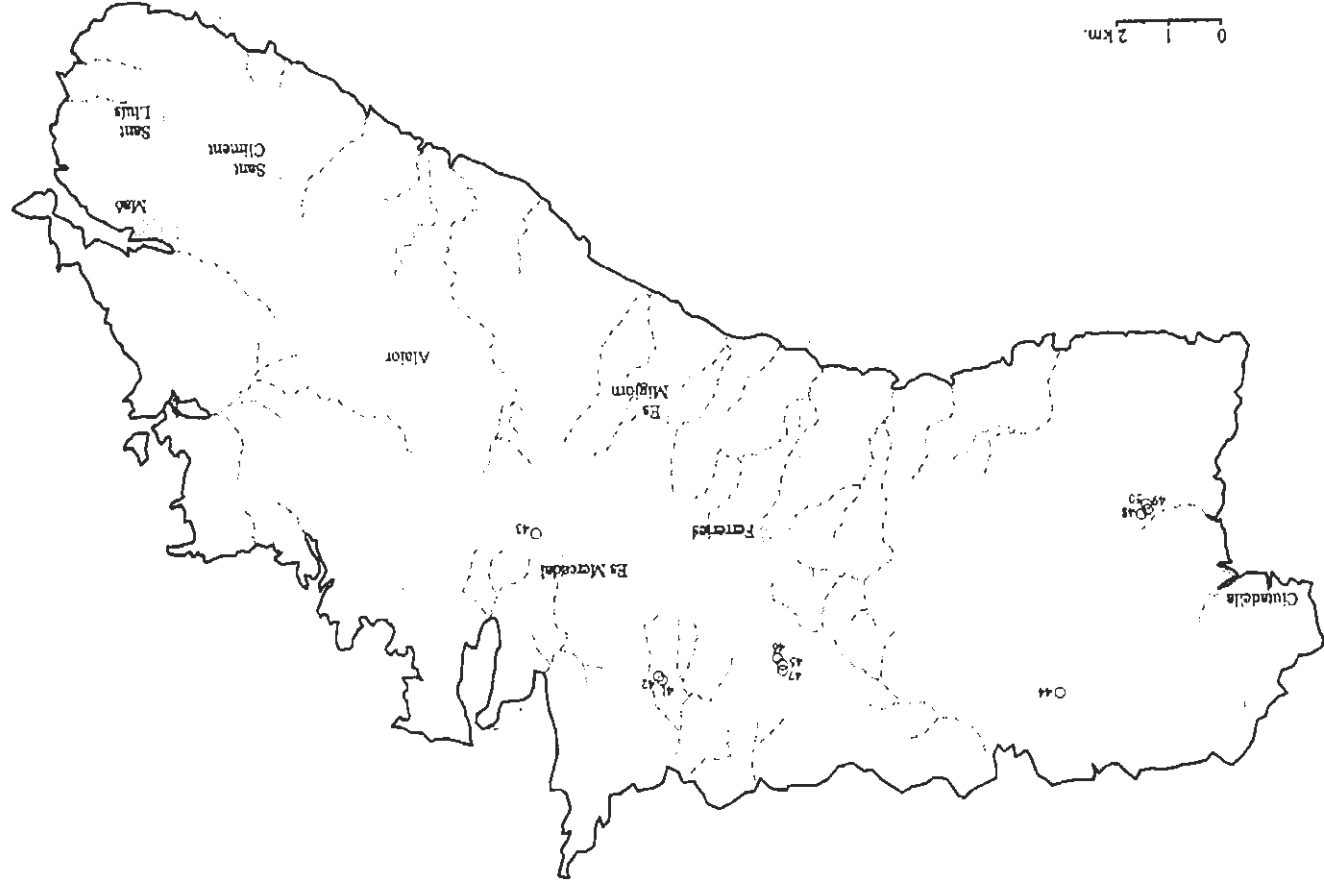 44
41
42
47
45
46
Ciutadella
Es Mercadal
43
Ferreries
48
49
50
Es
Migjorn
Alaior
Maó
Sant
Climent
Sant
Lluís
0 1 2 km.